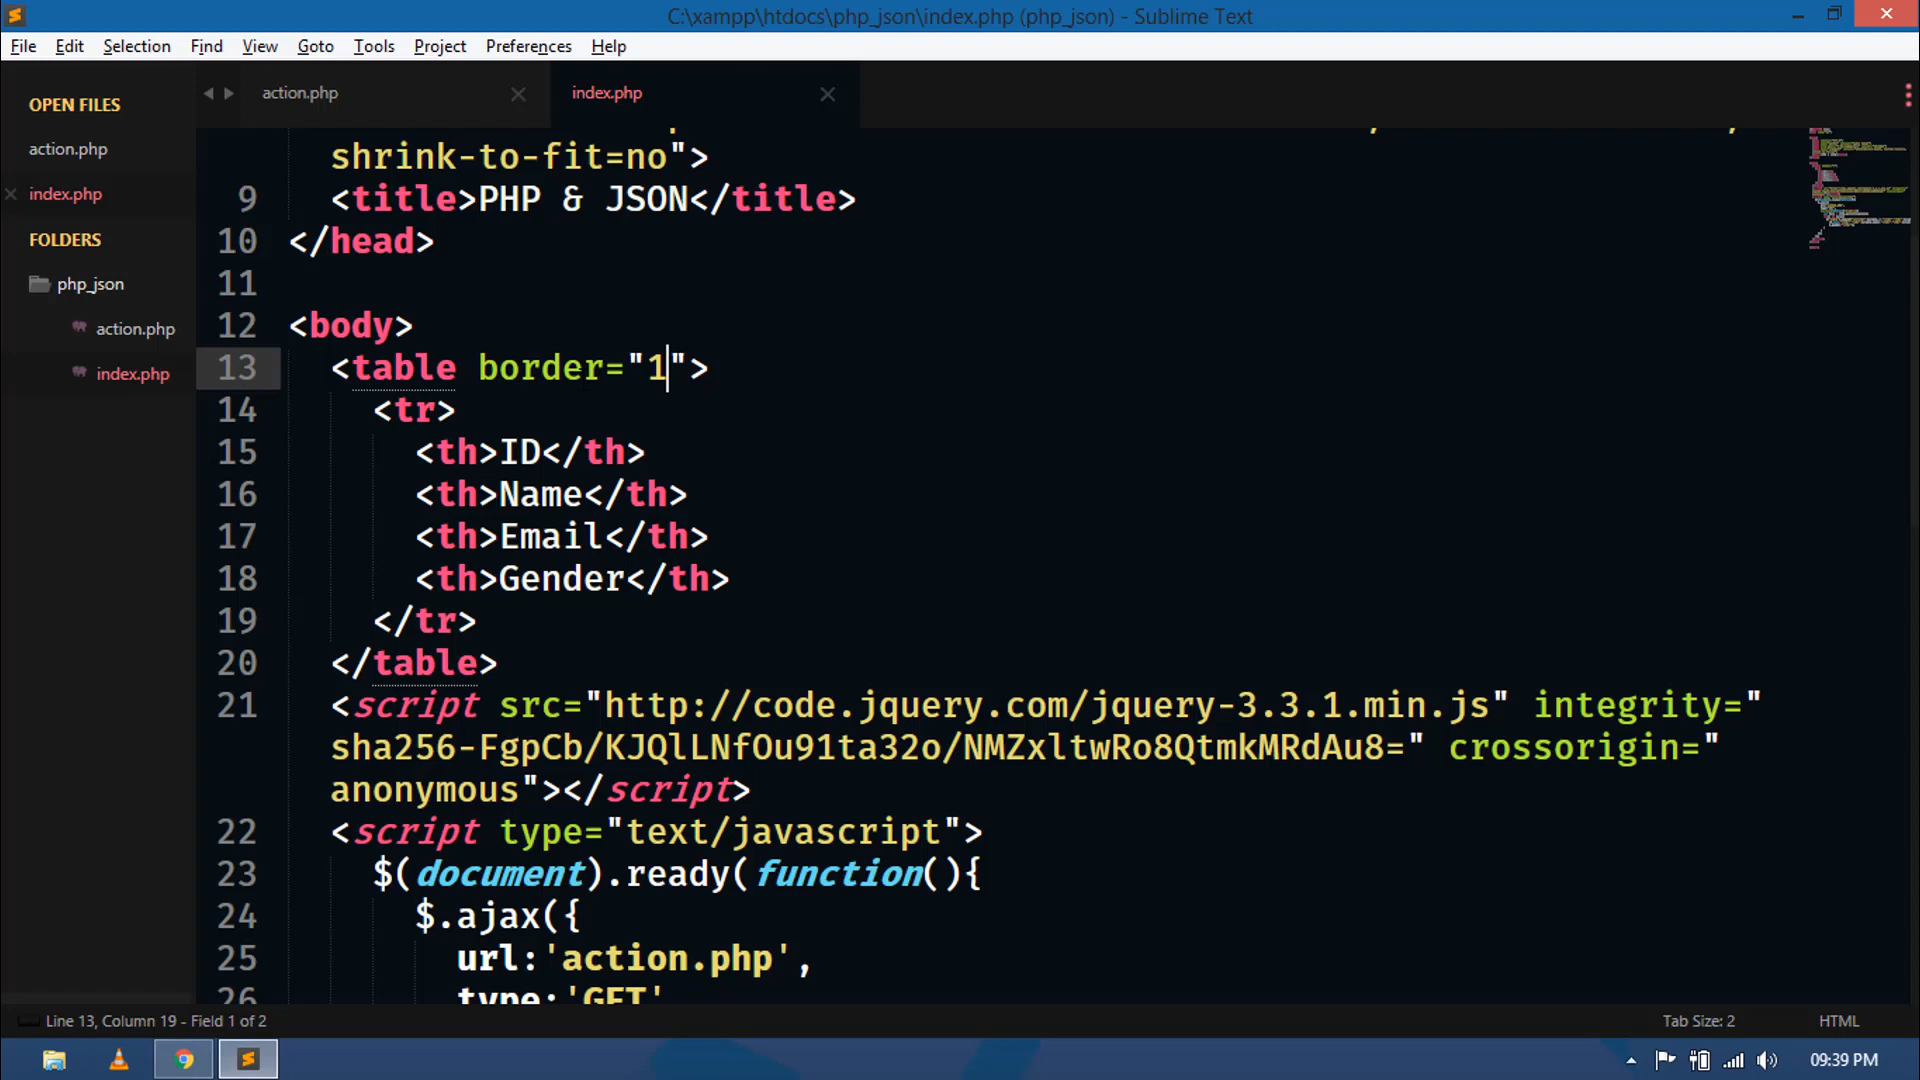 C:\xampp\htdocs\php_json\index.php (php_json) - Sublime Text
File Edit Selection Find View Goto Tools Project Preferences Help
OPEN FILES
action.php
index.php
FOLDERS
php_json
action.php
index.php
action.php
index.php
shrink-to-fit=no">
9 <title>PHP & JSON</title>
10 </head>
11
12 <body>
13 <table border="1">
14 <tr>
15 <th>ID</th>
16 <th>Name</th>
17 <th>Email</th>
18 <th>Gender</th>
19 </tr>
20 </table>
21 <script src="http://code.jquery.com/jquery-3.3.1.min.js" integrity="
sha256-FgpCb/KJQlLNfOu91ta32o/NMZxltwRo8QtmkMRdAu8=" crossorigin="
anonymous"></script>
22 <script type="text/javascript">
23 $(document).ready(function(){
24 $.ajax({
25 url:'action.php',
26 type:'GET'
Line 13, Column 19 - Field 1 of 2
Tab Size: 2
HTML
09:39 PM